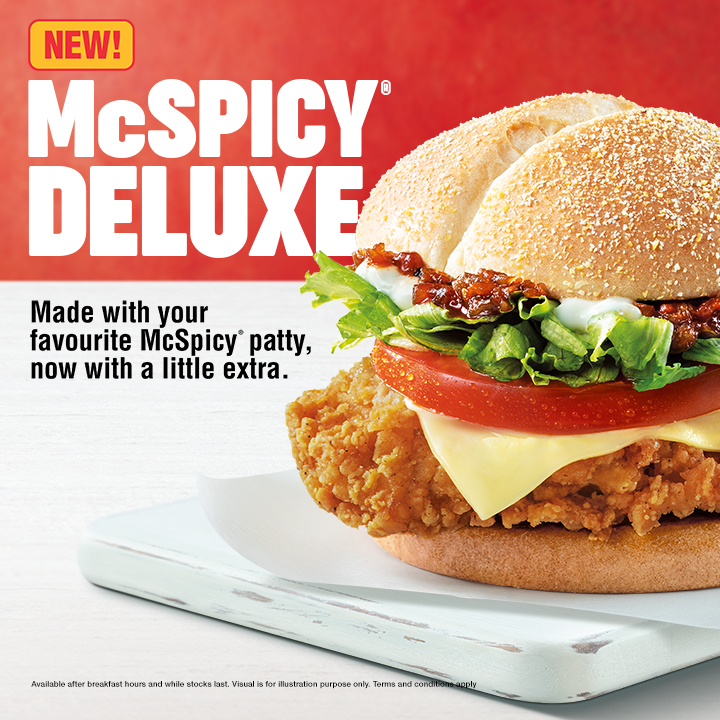 NEW!
McSPICY®
DELUXE
Made with your
favourite McSpicy® patty,
now with a little extra.
Available after breakfast hours and while stocks last. Visual is for illustration purpose only. Terms and conditions apply